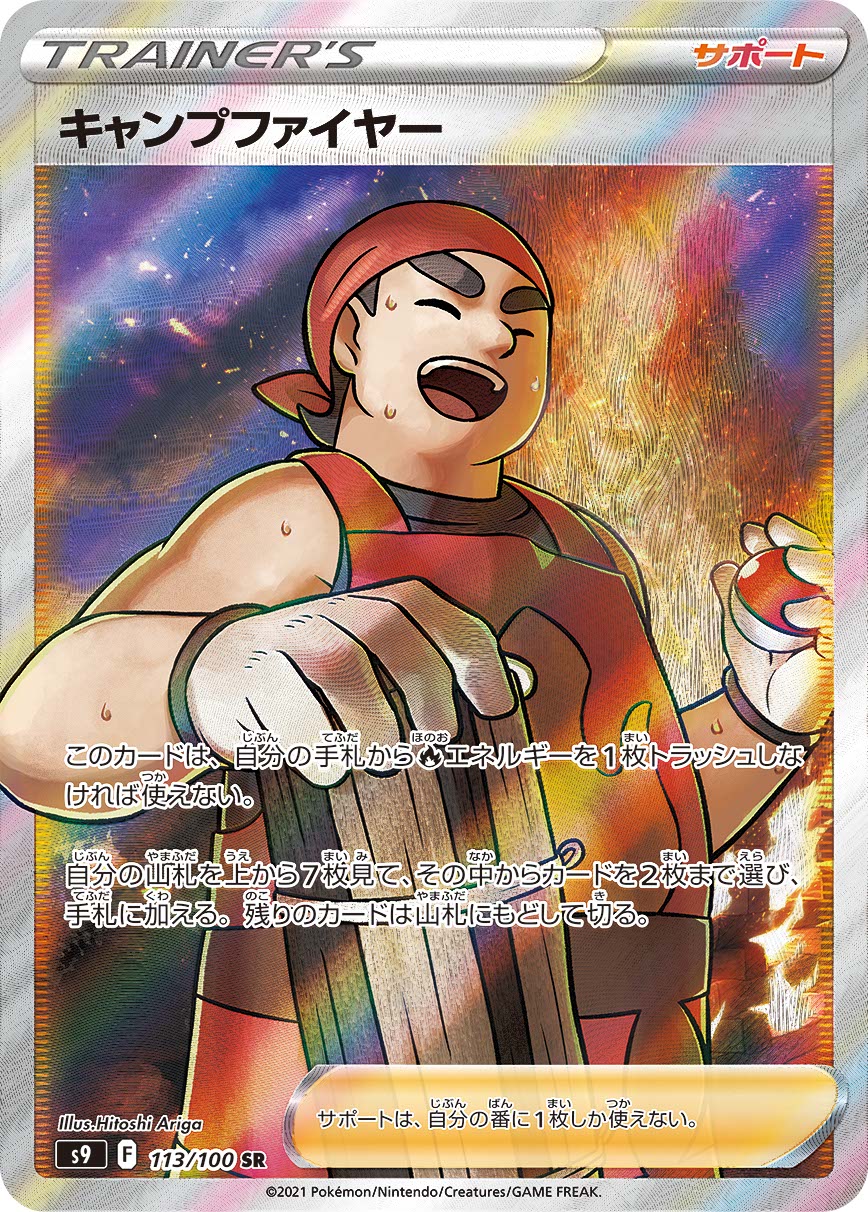 TRAINER'S サポート
キャンプファイヤー
このカードは、自分の手札から🔥エネルギーを1枚トラッシュしな
ければ使えない。
自分の山札を上から7枚見て、その中からカードを2枚まで選び、
手札に加える。残りのカードは山札にもどして切る。
サポートは、自分の番に1枚しか使えない。
Illus.Hitoshi Ariga
s9 F 113/100 SR
©2021 Pokémon/Nintendo/Creatures/GAME FREAK.